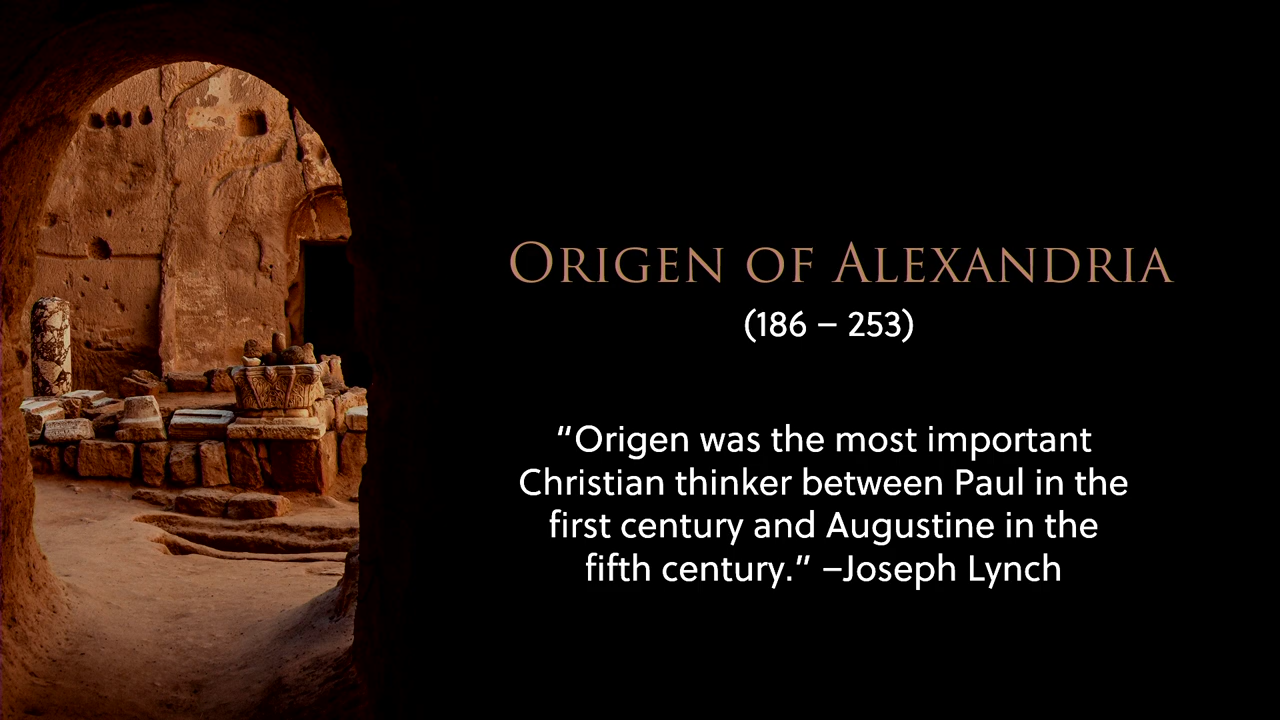 Origen of Alexandria
(186 – 253)
“Origen was the most important
Christian thinker between Paul in the
first century and Augustine in the
fifth century.” –Joseph Lynch